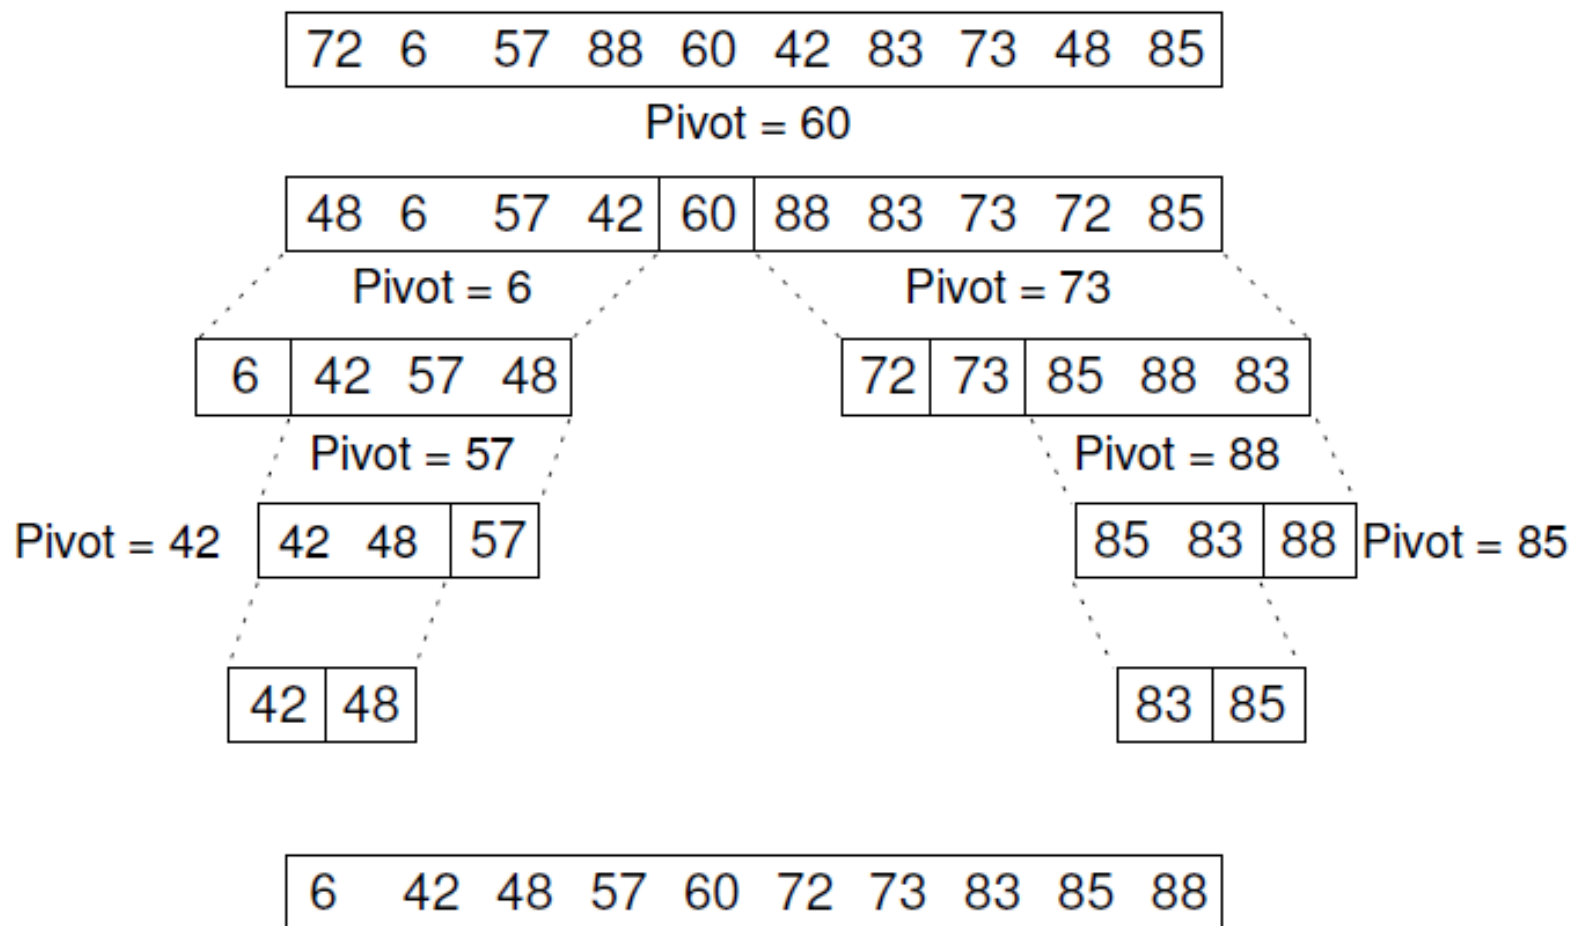 72 6 57 88 60 42 83 73 48 85
Pivot = 60
48 6 57 42 60 88 83 73 72 85
Pivot = 6 Pivot = 73
6 42 57 48 72 73 85 88 83
Pivot = 57 Pivot = 88
Pivot = 42 42 48 57 85 83 88 Pivot = 85
42 48 83 85
6 42 48 57 60 72 73 83 85 88